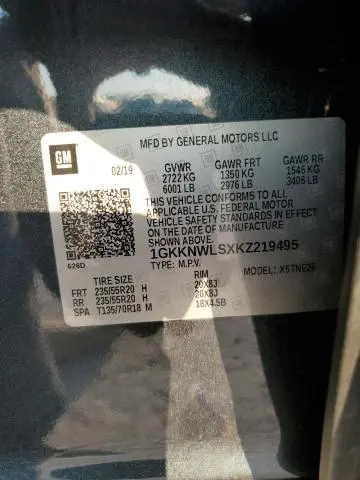 GM
MFD BY GENERAL MOTORS LLC
02/19 GVWR GAWR FRT GAWR RR
2722 KG 1350 KG 1545 KG
6001 LB 2976 LB 3406 LB
THIS VEHICLE CONFORMS TO ALL APPLICABLE
U.S. FEDERAL MOTOR VEHICLE SAFETY
STANDARDS IN EFFECT ON THE DATE OF
MANUFACTURE SHOWN ABOVE.
1GKKNWLSXKZ219495
626D
TYPE: M.P.V. MODEL: X5TNE26
TIRE SIZE RIM
FRT 235/55R20 H 20X8J
RR 235/55R20 H 20X8J
SPA T135/70R18 M 18X4.5B